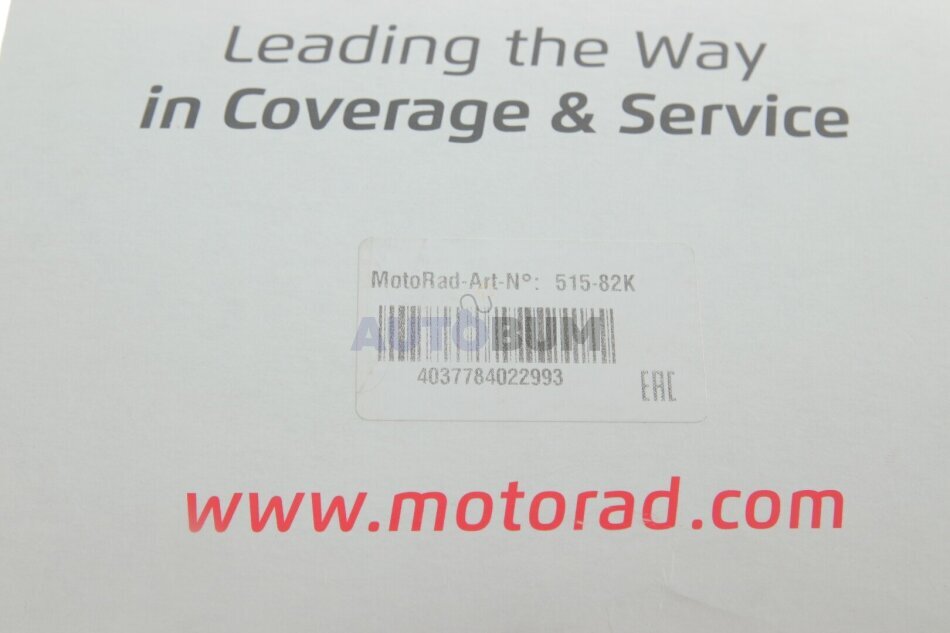 Leading the Way
in Coverage & Service
MotoRad-Art-N°: 515-82K
AUTOBUM
4037784022993
EAC
www.motorad.com